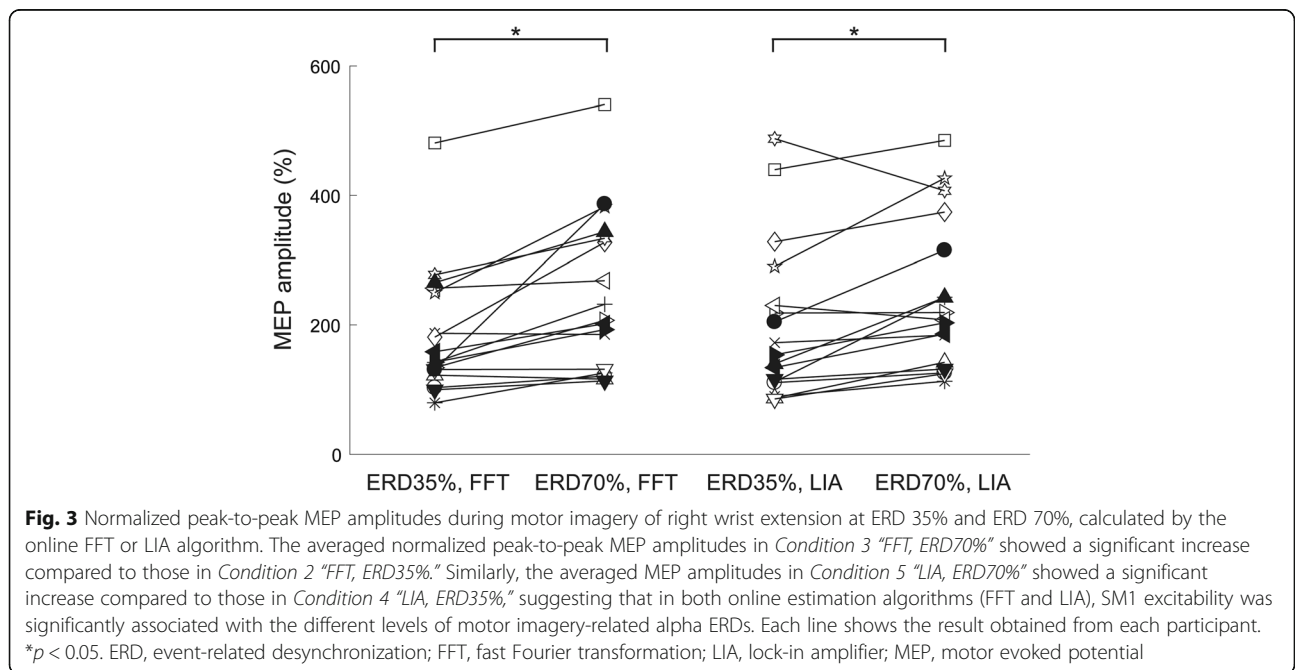 * *
600
400
200
0
MEP amplitude (%)
ERD35%, FFT ERD70%, FFT ERD35%, LIA ERD70%, LIA
Fig. 3 Normalized peak-to-peak MEP amplitudes during motor imagery of right wrist extension at ERD 35% and ERD 70%, calculated by the
online FFT or LIA algorithm. The averaged normalized peak-to-peak MEP amplitudes in Condition 3 “FFT, ERD70%” showed a significant increase
compared to those in Condition 2 “FFT, ERD35%.” Similarly, the averaged MEP amplitudes in Condition 5 “LIA, ERD70%” showed a significant
increase compared to those in Condition 4 “LIA, ERD35%,” suggesting that in both online estimation algorithms (FFT and LIA), SM1 excitability was
significantly associated with the different levels of motor imagery-related alpha ERDs. Each line shows the result obtained from each participant.
*p < 0.05. ERD, event-related desynchronization; FFT, fast Fourier transformation; LIA, lock-in amplifier; MEP, motor evoked potential